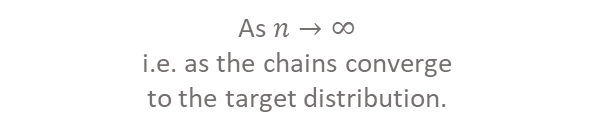 As n → ∞
i.e. as the chains converge
to the target distribution.